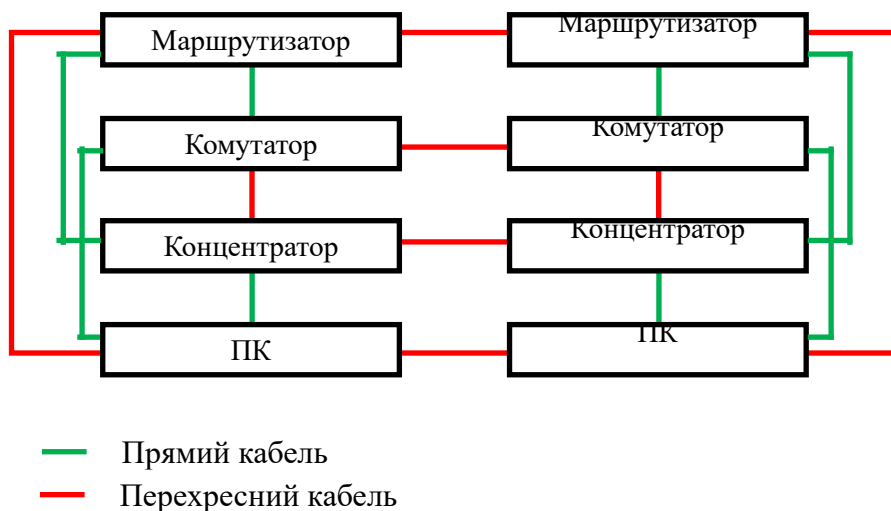 Маршрутизатор Маршрутизатор
Комутатор Комутатор
Концентратор Концентратор
ПК ПК
Прямий кабель
Перехресний кабель